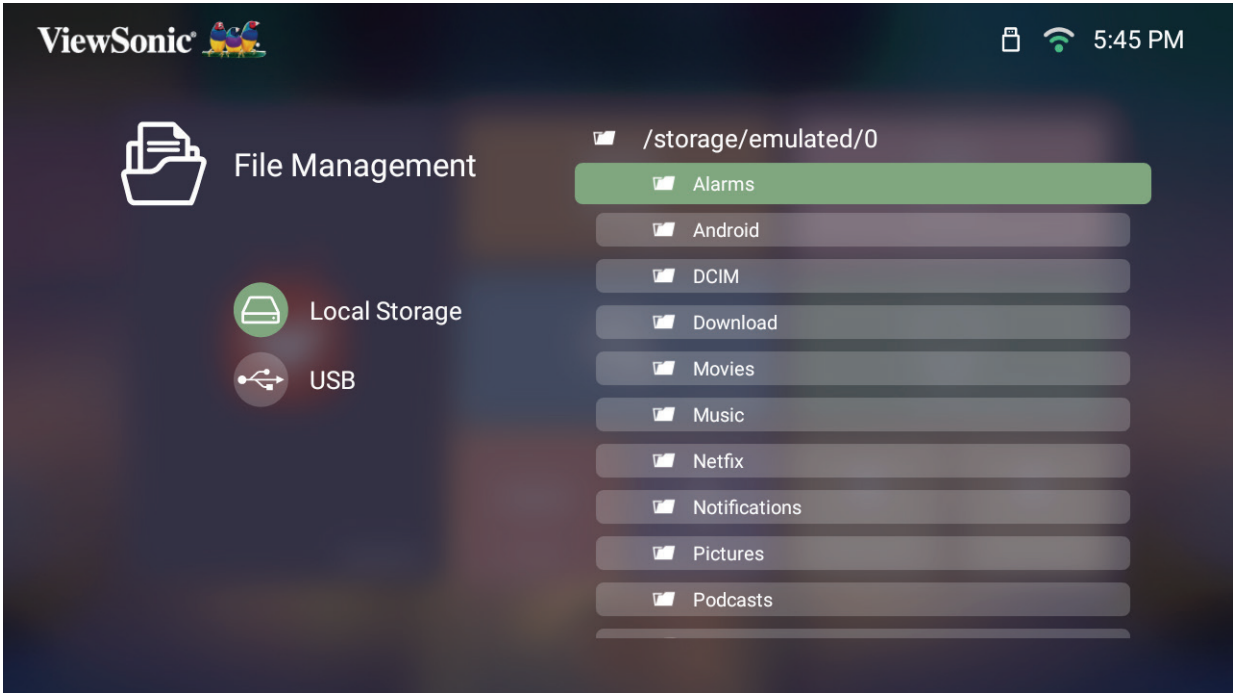 ViewSonic®
5:45 PM
File Management
Local Storage
USB
/storage/emulated/0
Alarms
Android
DCIM
Download
Movies
Music
Netfix
Notifications
Pictures
Podcasts